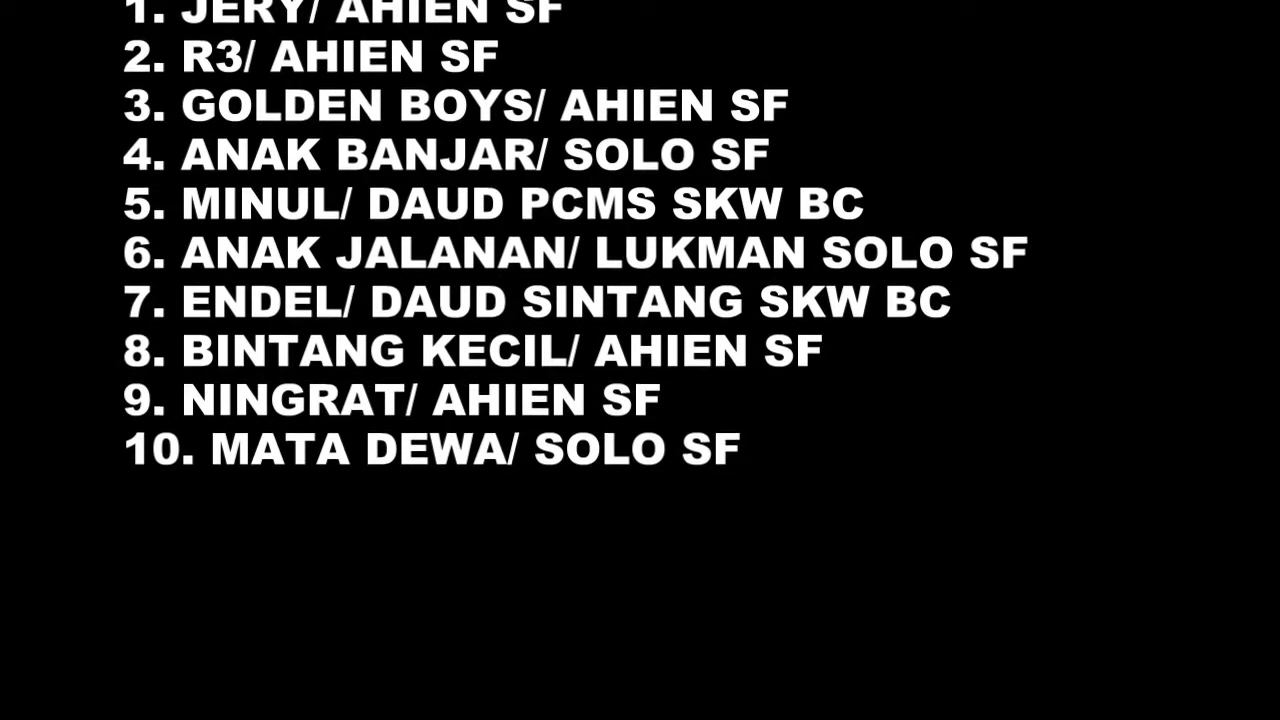 1. JERY/ AHIEN SF
2. R3/ AHIEN SF
3. GOLDEN BOYS/ AHIEN SF
4. ANAK BANJAR/ SOLO SF
5. MINUL/ DAUD PCMS SKW BC
6. ANAK JALANAN/ LUKMAN SOLO SF
7. ENDEL/ DAUD SINTANG SKW BC
8. BINTANG KECIL/ AHIEN SF
9. NINGRAT/ AHIEN SF
10. MATA DEWA/ SOLO SF